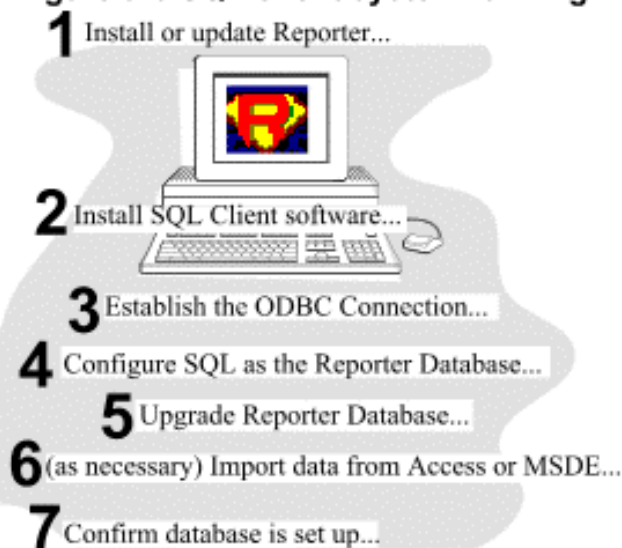 1 Install or update Reporter...
R
2 Install SQL Client software...
3 Establish the ODBC Connection...
4 Configure SQL as the Reporter Database...
5 Upgrade Reporter Database...
6 (as necessary) Import data from Access or MSDE...
7 Confirm database is set up...